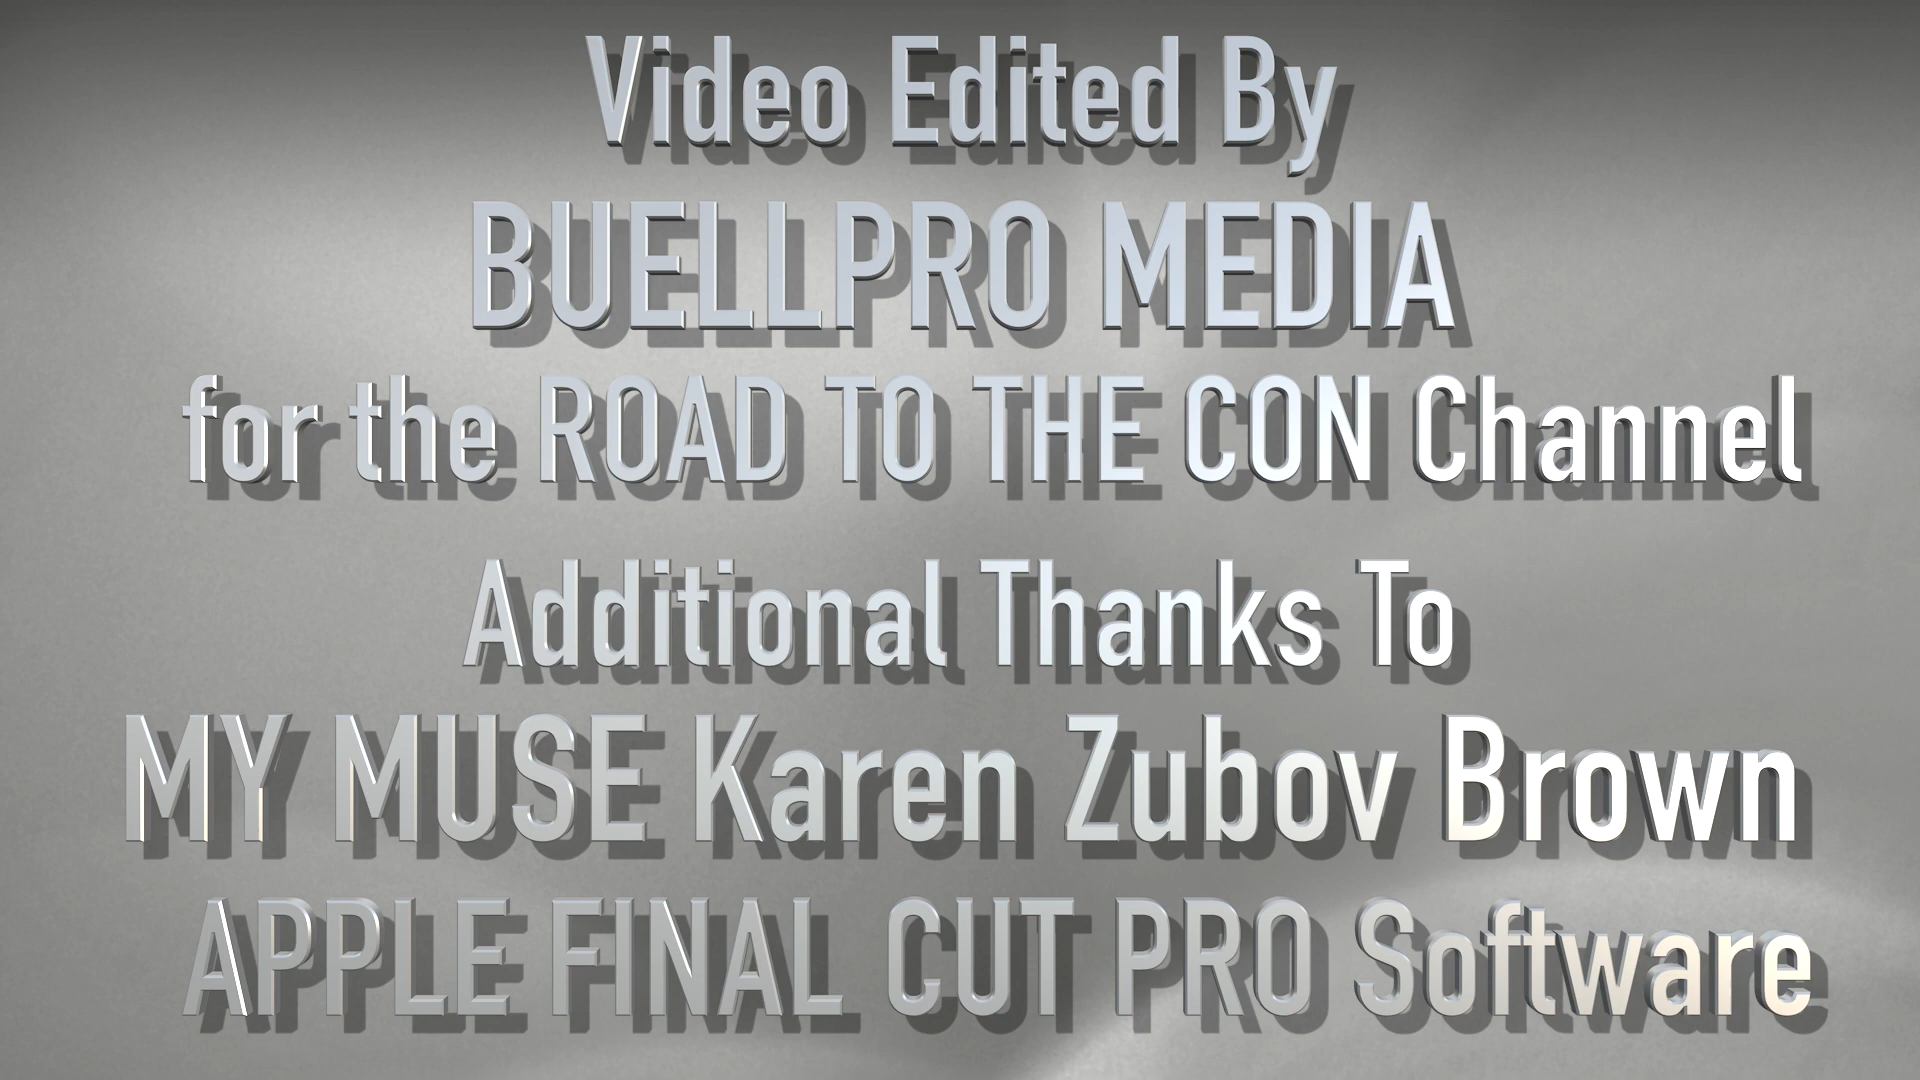 Video Edited By
BUELLPRO MEDIA
for the ROAD TO THE CON Channel
Additional Thanks To
MY MUSE Karen Zubov Brown
APPLE FINAL CUT PRO Software